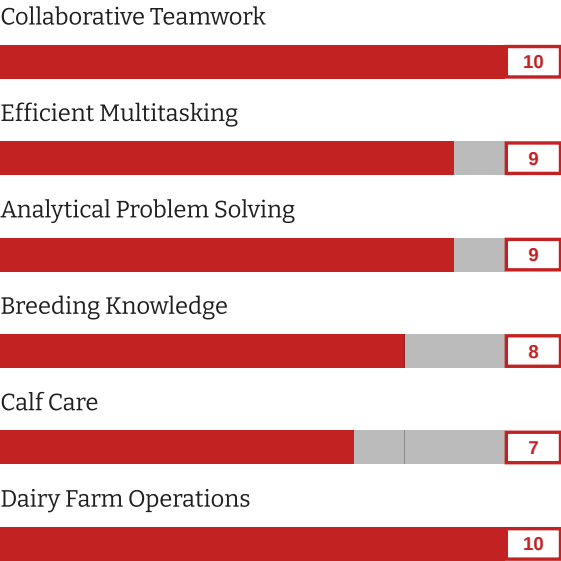 Collaborative Teamwork
10
Efficient Multitasking
9
Analytical Problem Solving
9
Breeding Knowledge
8
Calf Care
7
Dairy Farm Operations
10